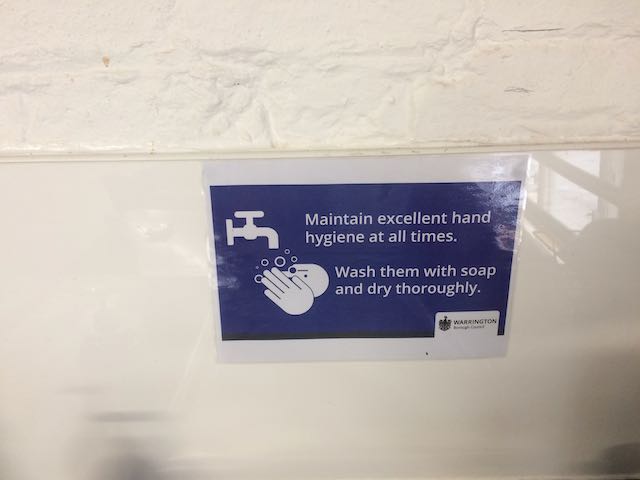 Maintain excellent hand
hygiene at all times.
Wash them with soap
and dry thoroughly.
WARRINGTON
Borough Council